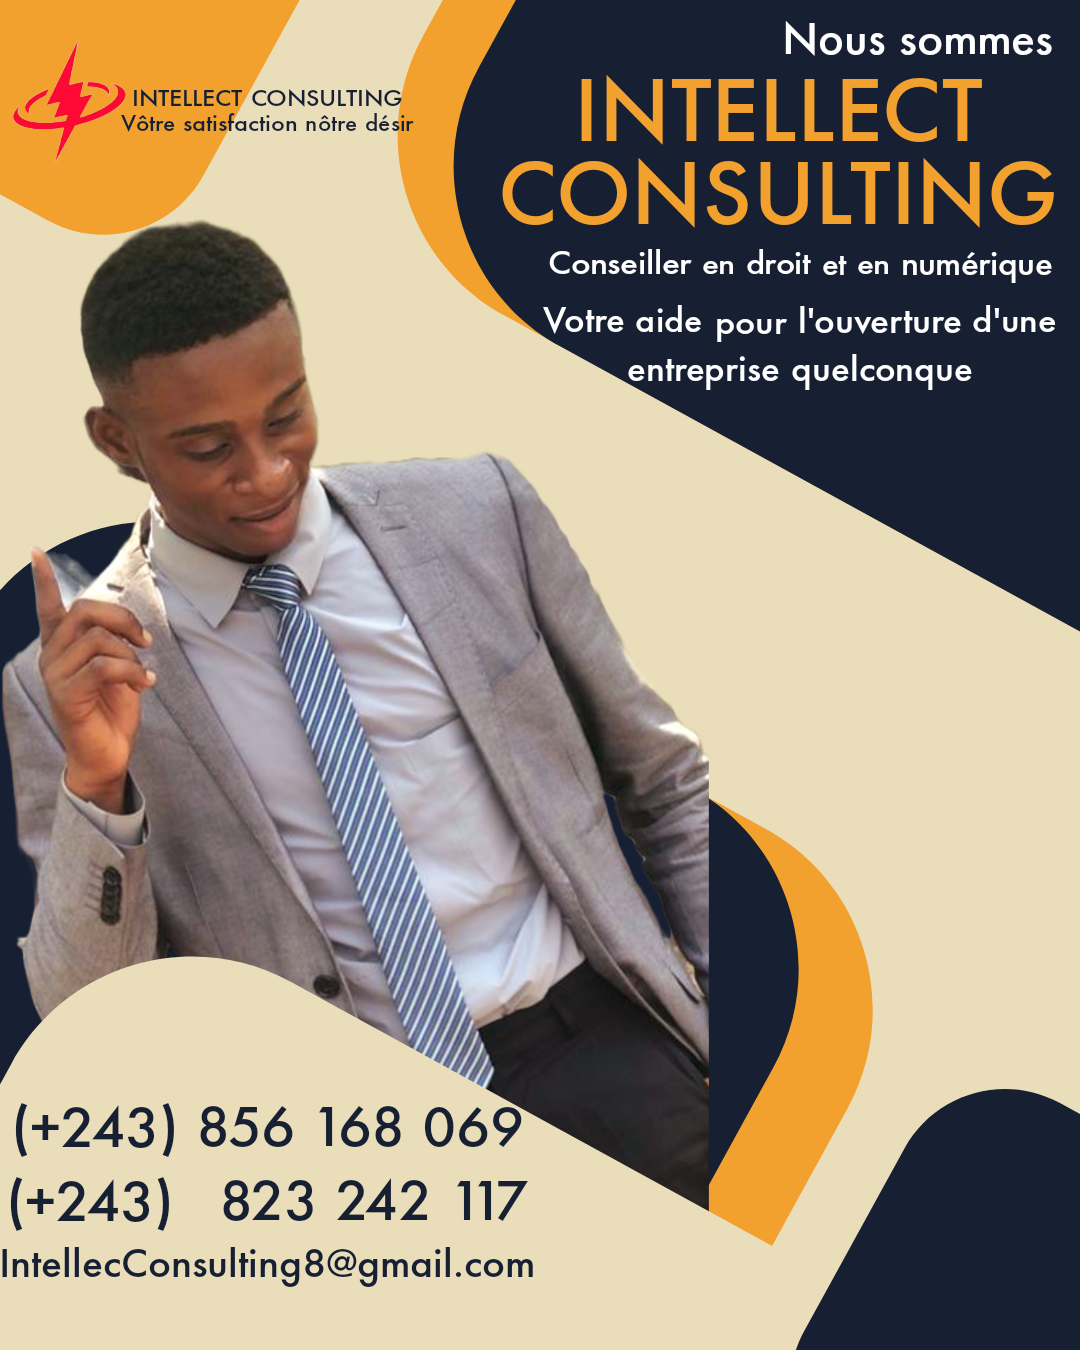 INTELLECT CONSULTING
Vôtre satisfaction nôtre désir
Nous sommes
INTELLECT
CONSULTING
Conseiller en droit et en numérique
Votre aide pour l'ouverture d'une
entreprise quelconque
(+243) 856 168 069
(+243) 823 242 117
IntellecConsulting8@gmail.com